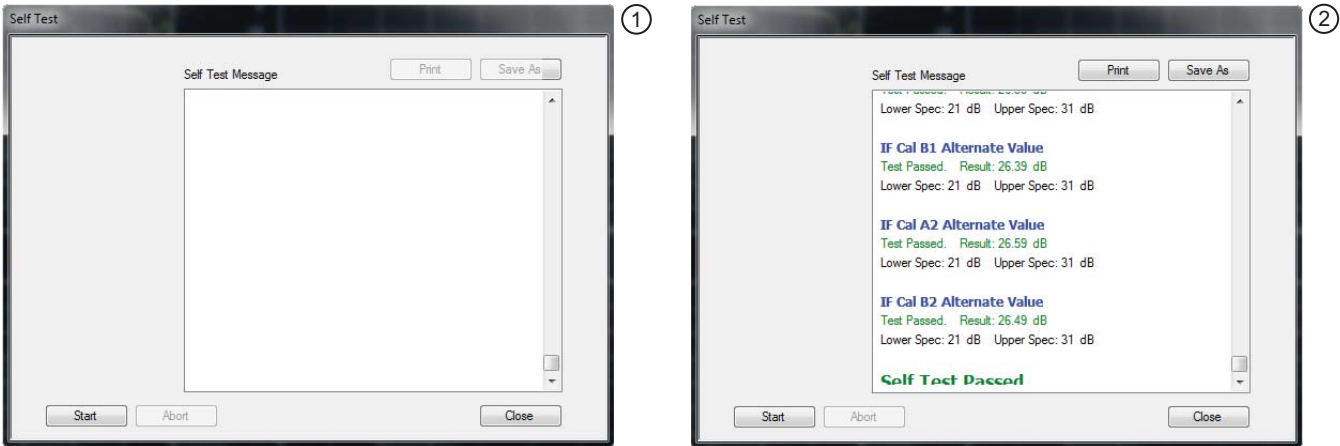 Self Test
1
Self Test Message
Print
Save As
Start
Abort
Close
Self Test
2
Self Test Message
Print
Save As
Test Passed. Result:
Lower Spec: 21 dB Upper Spec: 31 dB
IF Cal B1 Alternate Value
Test Passed. Result: 26.39 dB
Lower Spec: 21 dB Upper Spec: 31 dB
IF Cal A2 Alternate Value
Test Passed. Result: 26.59 dB
Lower Spec: 21 dB Upper Spec: 31 dB
IF Cal B2 Alternate Value
Test Passed. Result: 26.49 dB
Lower Spec: 21 dB Upper Spec: 31 dB
Self Test Passed
Start
Abort
Close